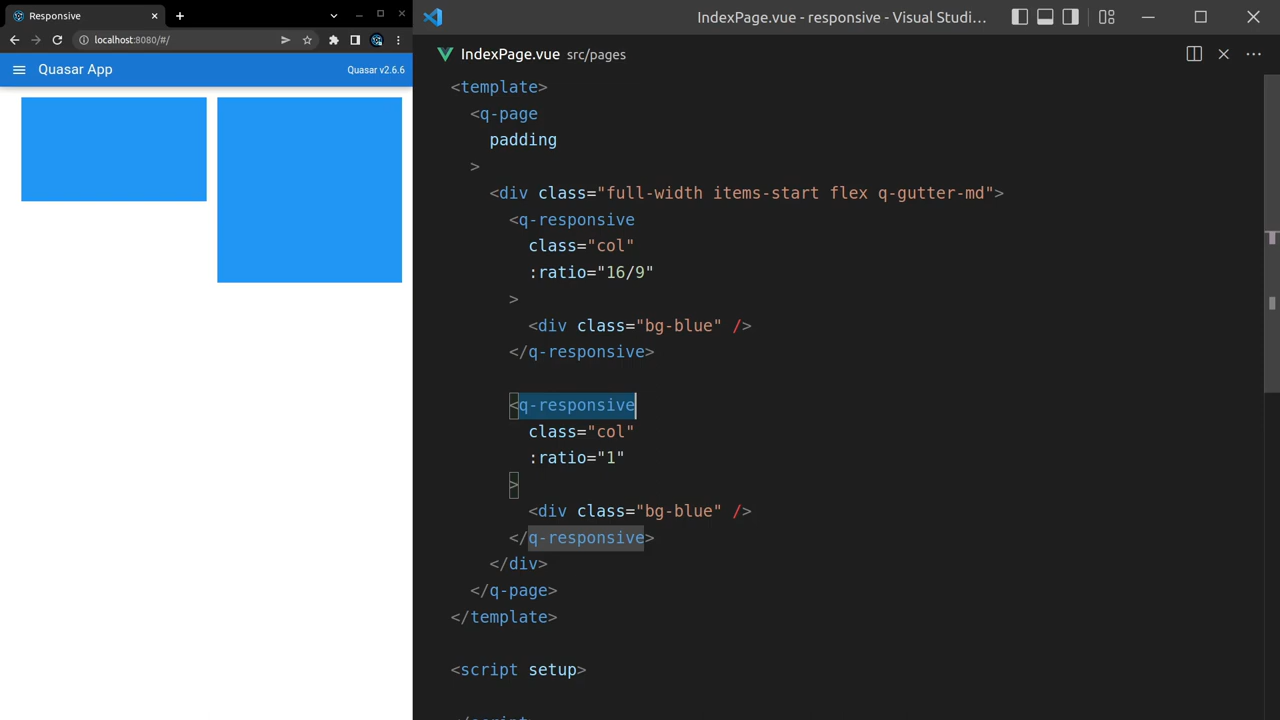 Responsive
localhost:8080/#/
Quasar App
Quasar v2.6.6
IndexPage.vue - responsive - Visual Studi...
IndexPage.vue src/pages
<template>
<q-page
padding
>
<div class="full-width items-start flex q-gutter-md">
<q-responsive
class="col"
:ratio="16/9"
>
<div class="bg-blue" />
</q-responsive>
<q-responsive
class="col"
:ratio="1"
>
<div class="bg-blue" />
</q-responsive>
</div>
</q-page>
</template>
<script setup>
</script>